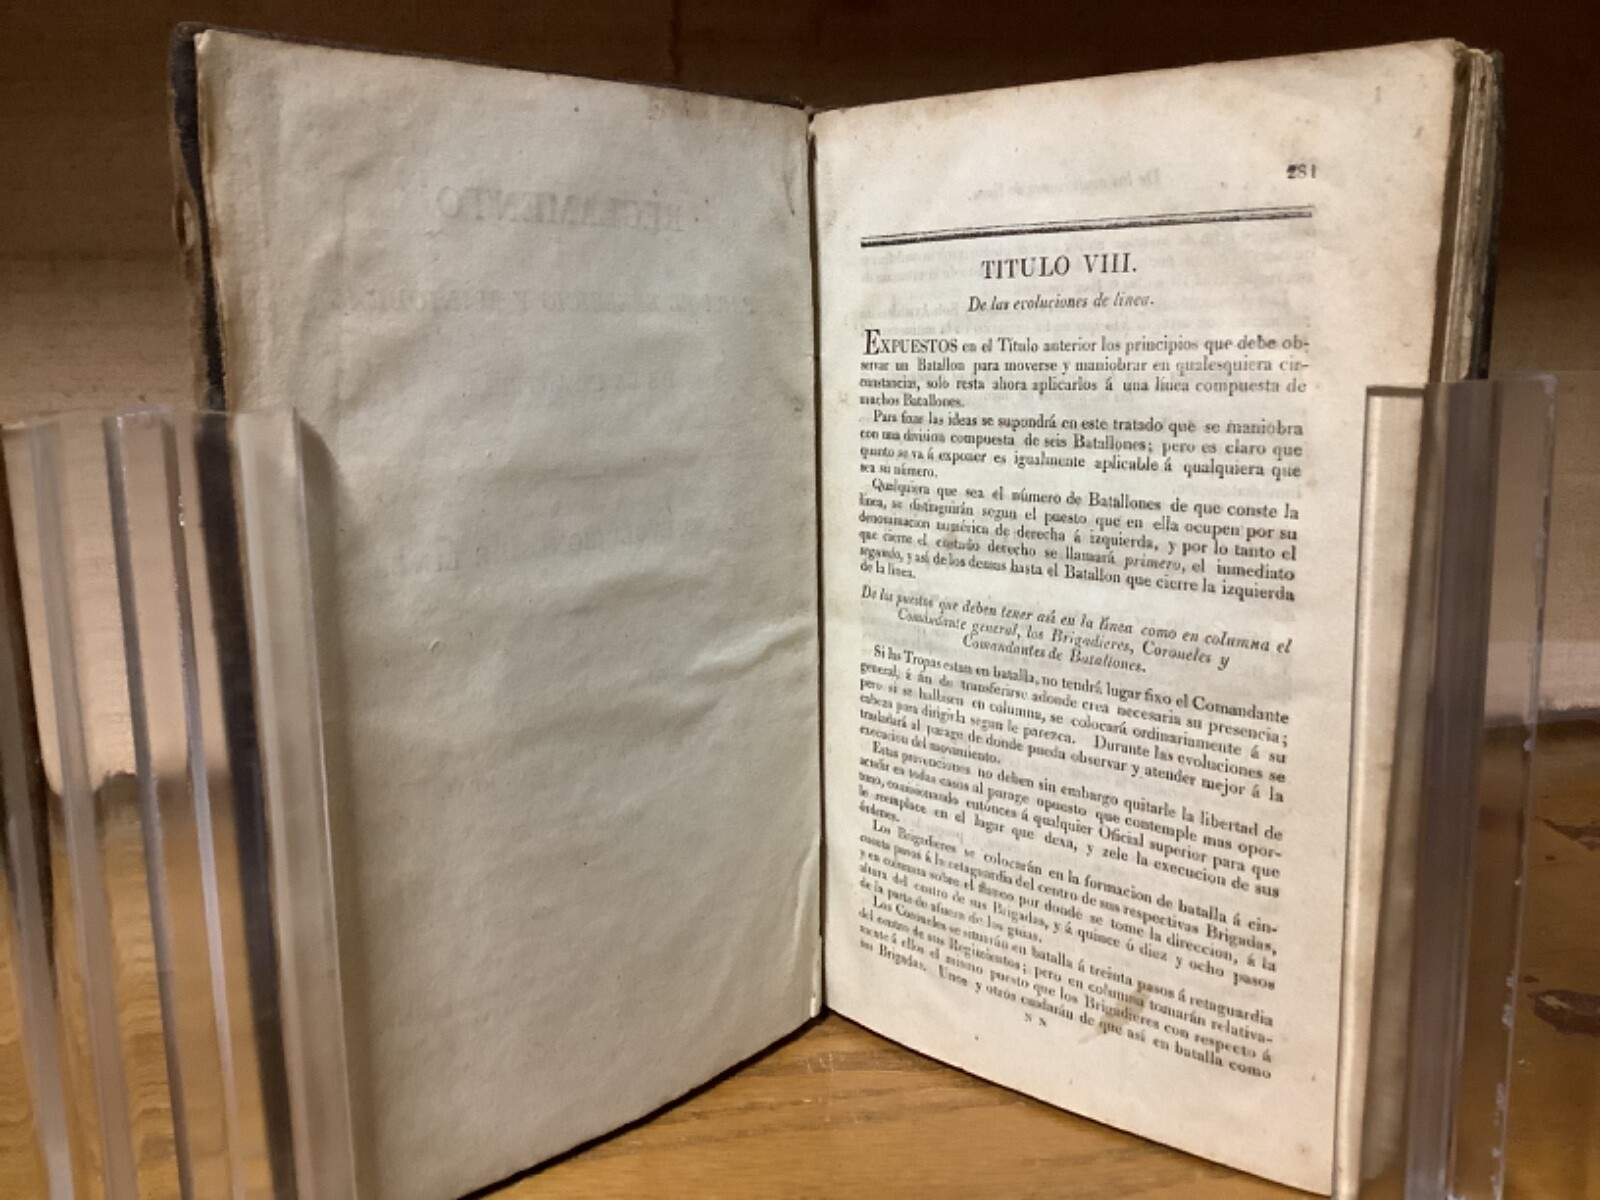 REGLAMENTO
281
TITULO VIII.
De las evoluciones de línea.
EXPUESTOS en el Título anterior los principios que debe ob-
servar un Batallon para moverse y maniobrar en qualesquiera cir-
cunstancias, solo resta ahora aplicarlos á una línea compuesta de
muchos Batallones.
Para fixar las ideas se supondrá en este tratado que se maniobra
con una division compuesta de seis Batallones; pero es claro que
quanto se va á exponer es igualmente aplicable á qualquiera que
sea su número.
Qualquiera que sea el número de Batallones de que conste la
línea, se distinguirán segun el puesto que en ella ocupen por su
denominacion numérica de derecha á izquierda, y por lo tanto el
que cierre el costado derecho se llamará primero, el inmediato
segundo, y así de los demas hasta el Batallon que cierre la izquierda
de la línea.
De los puestos que deben tener así en la línea como en columna el
Comandante general, los Brigadieres, Coroneles y
Comandantes de Batallones.
Si las Tropas estan en batalla, no tendrá lugar fixo el Comandante
general, á fin de transferirse adonde crea necesaria su presencia;
pero si se hallasen en columna, se colocará ordinariamente á su
cabeza para dirigirla segun le parezca. Durante las evoluciones se
trasladará al parage de donde pueda observar y atender mejor á la
execucion del movimiento.
Estas prevenciones no deben sin embargo quitarle la libertad de
acudir en todos casos al parage opuesto que contemple mas opor-
tuno, comisionando entónces á qualquier Oficial superior para que
le reemplace en el lugar que dexa, y zele la execucion de sus
órdenes.
Los Brigadieres se colocarán en la formacion de batalla á cin-
cuenta pasos á la retaguardia del centro de sus respectivas Brigadas,
y en columna sobre el flanco por donde se tome la direccion, á la
altura del centro de sus Brigadas, y á quince ó diez y ocho pasos
de la parte de afuera de los guias.
Los Coroneles se situarán en batalla á treinta pasos á retaguardia
del centro de sus Regimientos; pero en columna tomarán relativa-
mente á ellos el mismo puesto que los Brigadieres con respecto á
sus Brigadas. Unos y otros cuidarán de que así en batalla como
N N